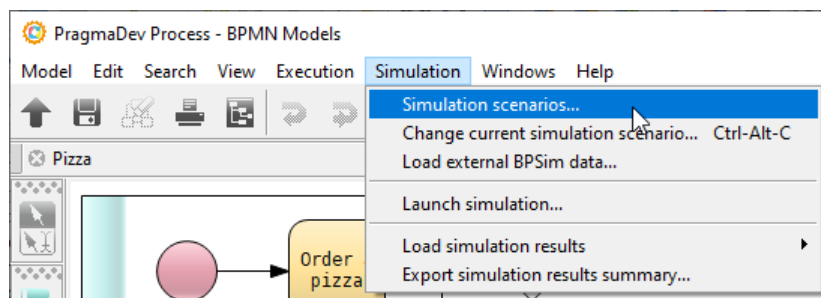 PragmaDev Process - BPMN Models
Model Edit Search View Execution Simulation Windows Help
Simulation scenarios...
Change current simulation scenario... Ctrl-Alt-C
Load external BPSim data...
Pizza
Launch simulation...
Load simulation results
Export simulation results summary...
Order
pizza